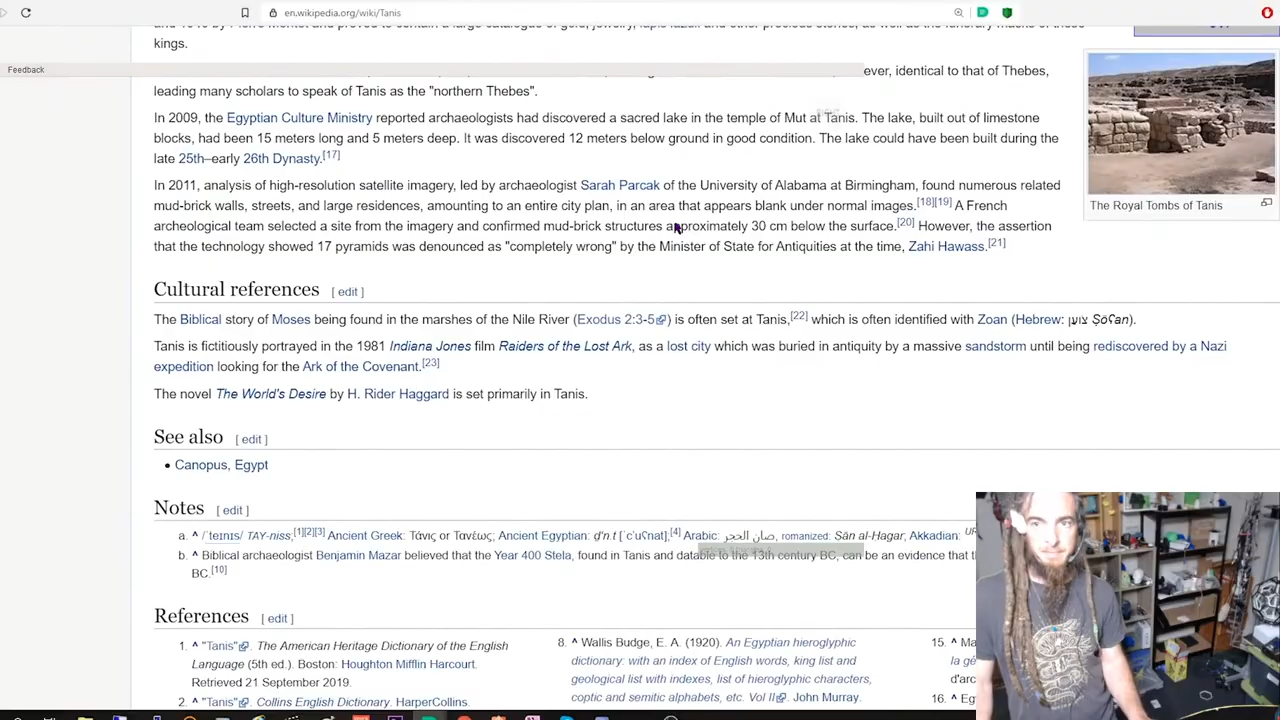 en.wikipedia.org/wiki/Tanis
kings.
Feedback
ever, identical to that of Thebes,
leading many scholars to speak of Tanis as the "northern Thebes".
In 2009, the Egyptian Culture Ministry reported archaeologists had discovered a sacred lake in the temple of Mut at Tanis. The lake, built out of limestone
blocks, had been 15 meters long and 5 meters deep. It was discovered 12 meters below ground in good condition. The lake could have been built during the
late 25th–early 26th Dynasty.[17]
In 2011, analysis of high-resolution satellite imagery, led by archaeologist Sarah Parcak of the University of Alabama at Birmingham, found numerous related
mud-brick walls, streets, and large residences, amounting to an entire city plan, in an area that appears blank under normal images.[18][19] A French
archeological team selected a site from the imagery and confirmed mud-brick structures approximately 30 cm below the surface.[20] However, the assertion
that the technology showed 17 pyramids was denounced as "completely wrong" by the Minister of State for Antiquities at the time, Zahi Hawass.[21]
The Royal Tombs of Tanis
Cultural references [ edit ]
The Biblical story of Moses being found in the marshes of the Nile River (Exodus 2:3-5) is often set at Tanis,[22] which is often identified with Zoan (Hebrew: צוֹעַן Ṣōʕan).
Tanis is fictitiously portrayed in the 1981 Indiana Jones film Raiders of the Lost Ark, as a lost city which was buried in antiquity by a massive sandstorm until being rediscovered by a Nazi
expedition looking for the Ark of the Covenant.[23]
The novel The World's Desire by H. Rider Haggard is set primarily in Tanis.
See also [ edit ]
• Canopus, Egypt
Notes [ edit ]
a. ^ /ˈteɪnɪs/ TAY-niss;[1][2][3] Ancient Greek: Τάνις or Τανέως; Ancient Egyptian: ḏꜥn.t [ˈcʼuʕnat];[4] Arabic: صان الحجر, romanized: Ṣān al-Ḥaǧar, Akkadian:
b. ^ Biblical archaeologist Benjamin Mazar believed that the Year 400 Stela, found in Tanis and datable to the 13th century BC, can be an evidence that
BC.[10]
References [ edit ]
1. ^ "Tanis". The American Heritage Dictionary of the English
Language (5th ed.). Boston: Houghton Mifflin Harcourt.
Retrieved 21 September 2019.
2. ^ "Tanis". Collins English Dictionary. HarperCollins.
8. ^ Wallis Budge, E. A. (1920). An Egyptian hieroglyphic
dictionary: with an index of English words, king list and
geological list with indexes, list of hieroglyphic characters,
coptic and semitic alphabets, etc. Vol II. John Murray.
15. ^
la gé
d'arc
16. ^